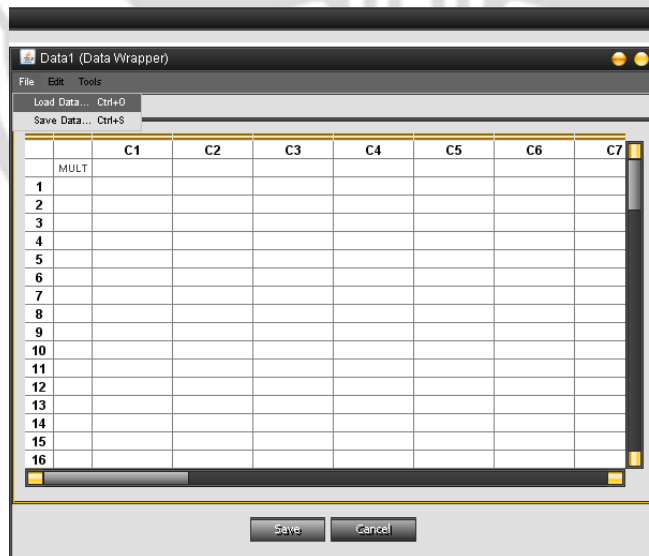 Data1 (Data Wrapper)
File Edit Tools
Load Data... Ctrl+O
Save Data... Ctrl+S
C1 C2 C3 C4 C5 C6 C7
MULT
1
2
3
4
5
6
7
8
9
10
11
12
13
14
15
16
Save Cancel